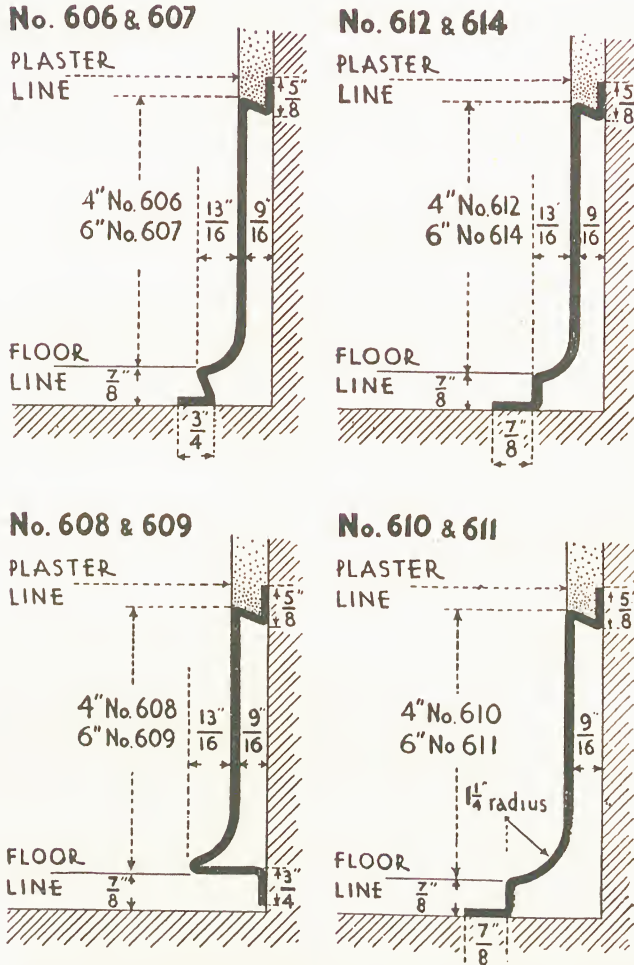 No. 606 & 607
PLASTER
LINE
5/8"
4" No. 606
6" No. 607
13/16"
9/16"
FLOOR
LINE
7/8"
3/4"
No. 612 & 614
PLASTER
LINE
5/8"
4" No. 612
6" No 614
13/16'
9/16
FLOOR
LINE
7/8"
7/8"
No. 608 & 609
PLASTER
LINE
5/8"
4" No. 608
6" No. 609
13/16"
9/16"
FLOOR
LINE
7/8"
3/4"
No. 610 & 611
PLASTER
LINE
5/8"
4" No. 610
6" No 611
9/16"
1 1/4" radius
FLOOR
LINE
7/8"
7/8"